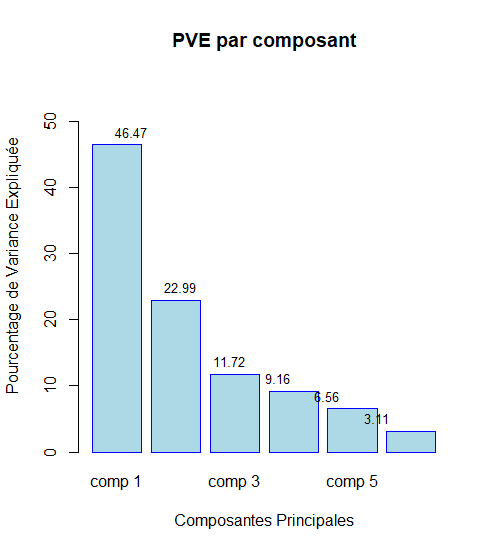 PVE par composant
Pourcentage de Variance Expliquée
50
40
30
20
10
0
46.47
22.99
11.72
9.16
6.56
3.11
comp 1
comp 3
comp 5
Composantes Principales